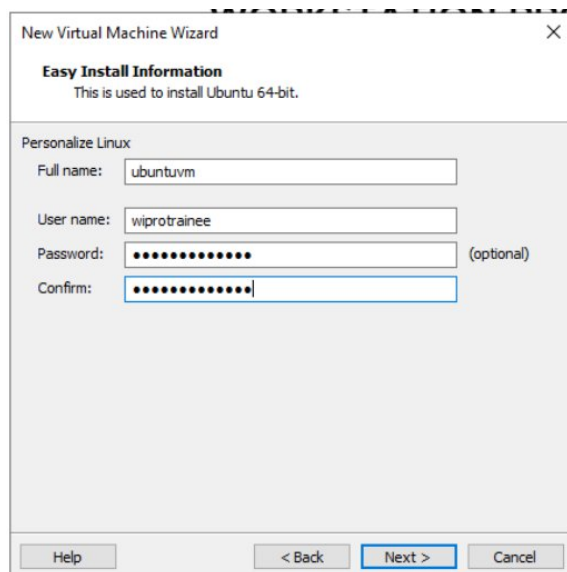 New Virtual Machine Wizard
Easy Install Information
This is used to install Ubuntu 64-bit.
Personalize Linux
Full name: ubuntuvm
User name: wiprotrainee
Password: ●●●●●●●●●●●●● (optional)
Confirm: ●●●●●●●●●●●●●
Help < Back Next > Cancel